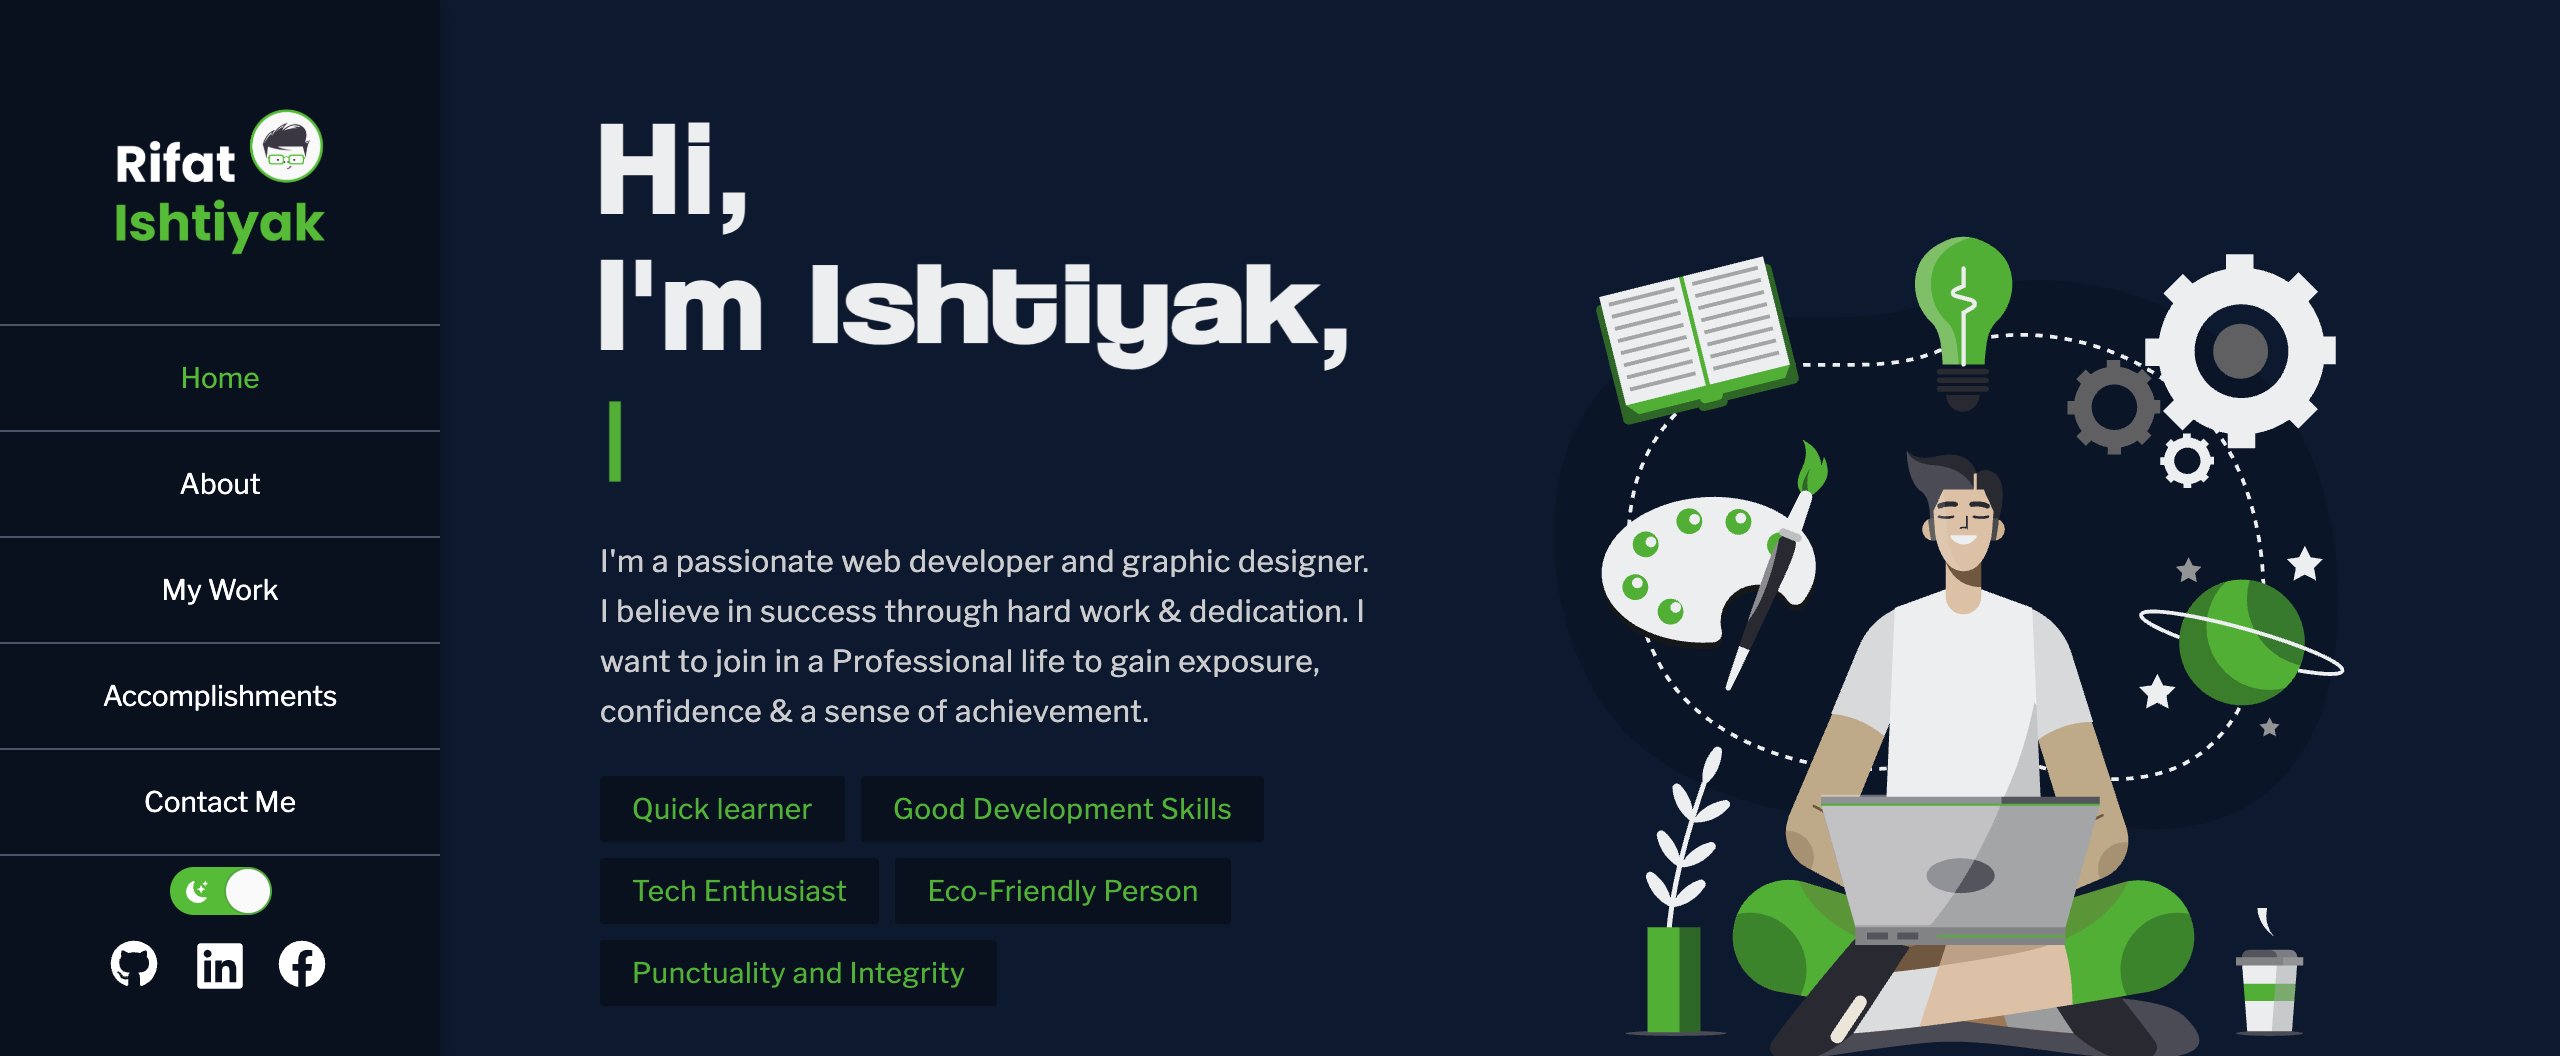 Rifat
Ishtiyak
Home
About
My Work
Accomplishments
Contact Me
in
Hi,
I'm Ishtiyak,
I'm a passionate web developer and graphic designer.
I believe in success through hard work & dedication. I
want to join in a Professional life to gain exposure,
confidence & a sense of achievement.
Quick learner
Good Development Skills
Tech Enthusiast
Eco-Friendly Person
Punctuality and Integrity